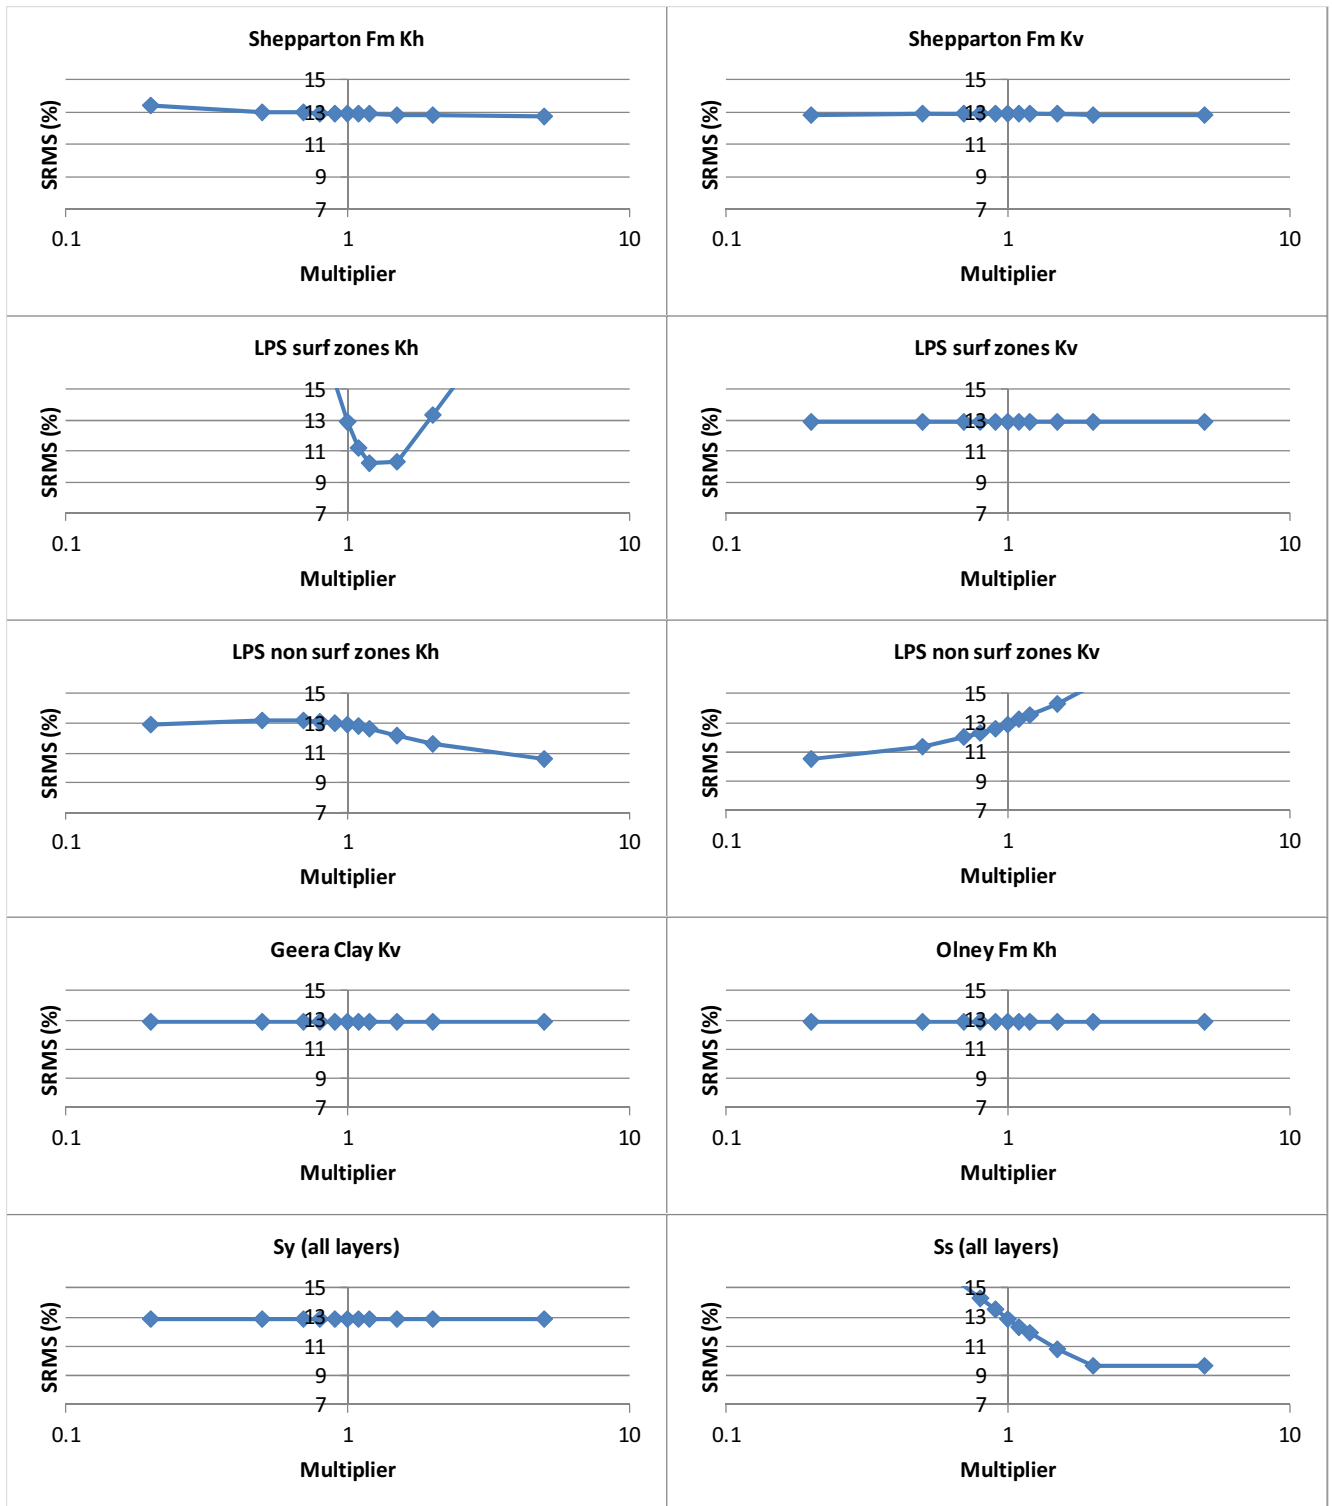 Shepparton Fm Kh
15
13
11
9
7
0.1 1 10
SRMS (%)
Multiplier
Shepparton Fm Kv
15
13
11
9
7
0.1 1 10
SRMS (%)
Multiplier
LPS surf zones Kh
15
13
11
9
7
0.1 1 10
SRMS (%)
Multiplier
LPS surf zones Kv
15
13
11
9
7
0.1 1 10
SRMS (%)
Multiplier
LPS non surf zones Kh
15
13
11
9
7
0.1 1 10
SRMS (%)
Multiplier
LPS non surf zones Kv
15
13
11
9
7
0.1 1 10
SRMS (%)
Multiplier
Geera Clay Kv
15
13
11
9
7
0.1 1 10
SRMS (%)
Multiplier
Olney Fm Kh
15
13
11
9
7
0.1 1 10
SRMS (%)
Multiplier
Sy (all layers)
15
13
11
9
7
0.1 1 10
SRMS (%)
Multiplier
Ss (all layers)
15
13
11
9
7
0.1 1 10
SRMS (%)
Multiplier